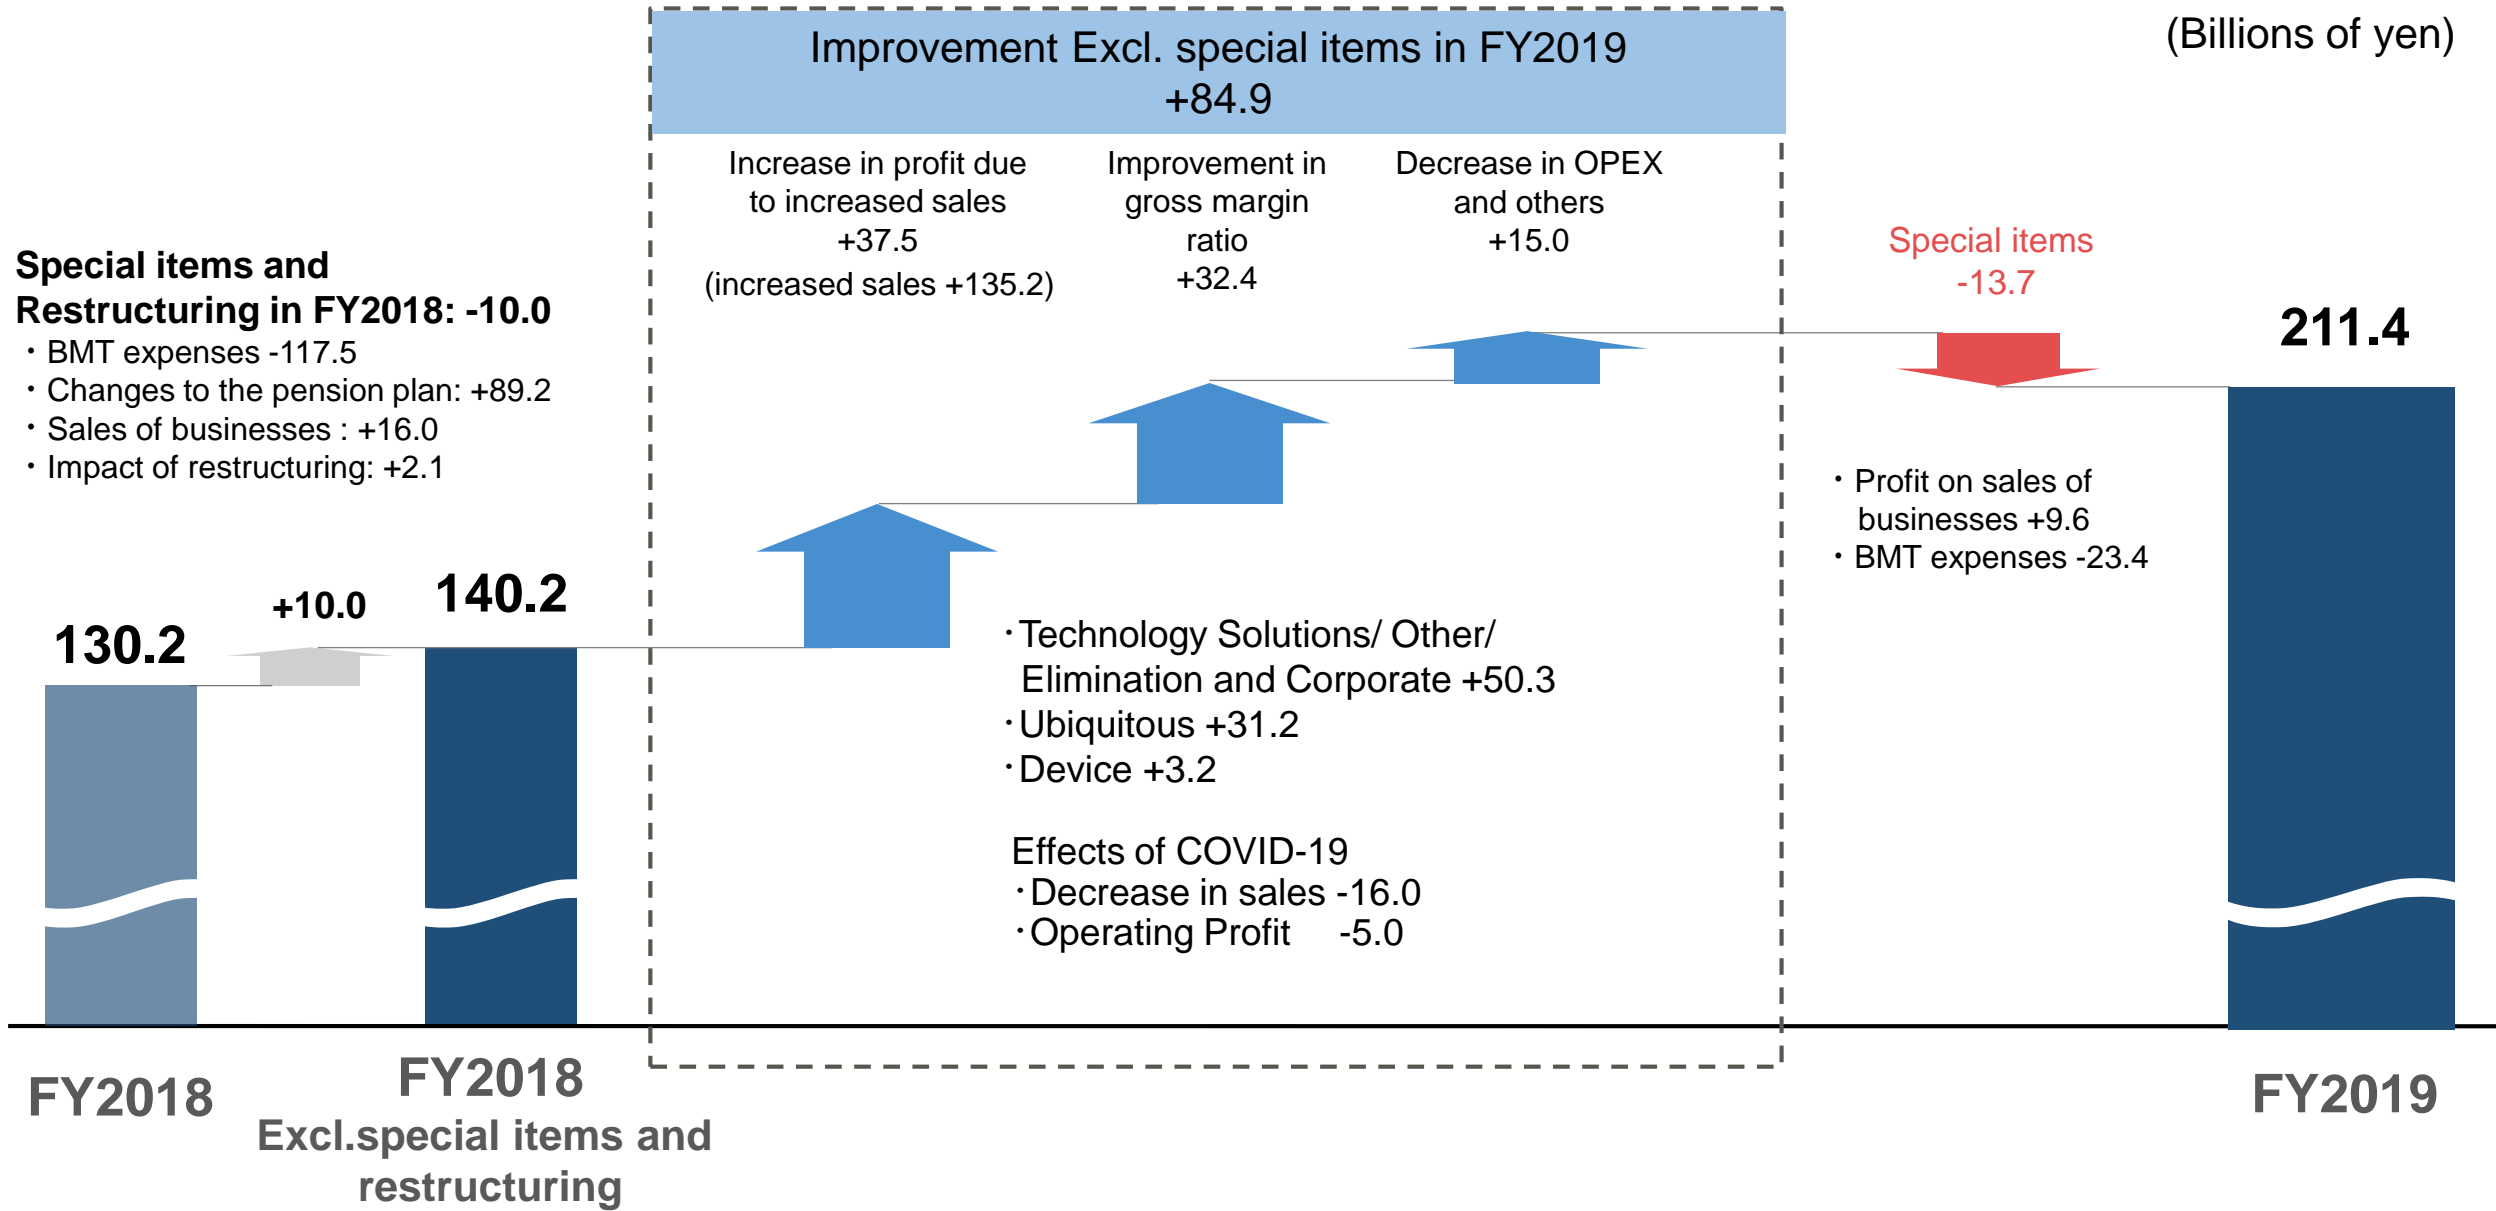 (Billions of yen)
Improvement Excl. special items in FY2019
+84.9
Increase in profit due
to increased sales
+37.5
(increased sales +135.2)
Improvement in
gross margin
ratio
+32.4
Decrease in OPEX
and others
+15.0
Special items
-13.7
Special items and
Restructuring in FY2018: -10.0
・BMT expenses -117.5
・Changes to the pension plan: +89.2
・Sales of businesses : +16.0
・Impact of restructuring: +2.1
211.4
・Profit on sales of
businesses +9.6
・BMT expenses -23.4
130.2
+10.0
140.2
・Technology Solutions/ Other/
Elimination and Corporate +50.3
・Ubiquitous +31.2
・Device +3.2
Effects of COVID-19
・Decrease in sales -16.0
・Operating Profit -5.0
FY2018
FY2018
Excl.special items and
restructuring
FY2019